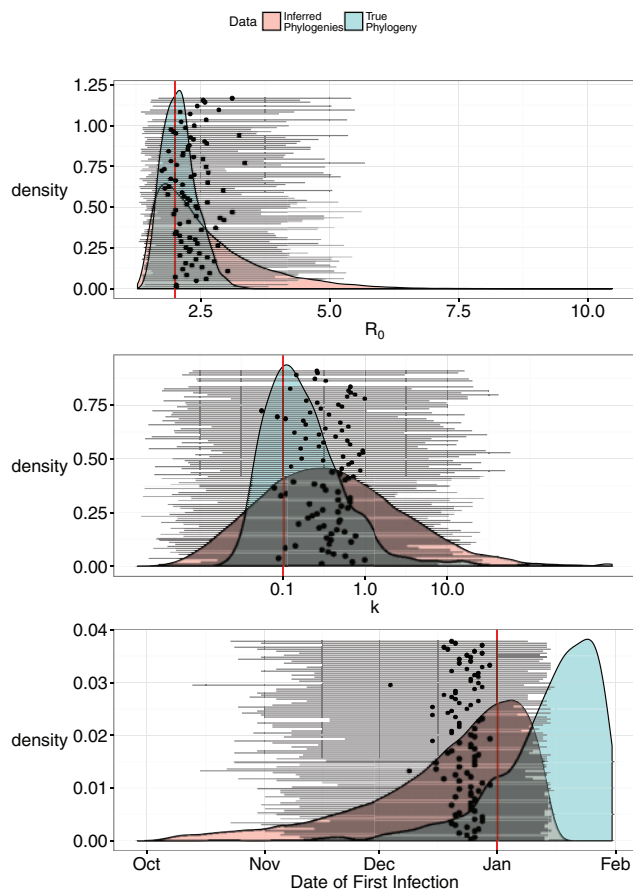 Data Inferred Phylogenies True Phylogeny
1.25
1.00
0.75
0.50
0.25
0.00
density
2.5 5.0 7.5 10.0
R0
0.75
0.50
0.25
0.00
density
0.1 1.0 10.0
k
0.04
0.03
0.02
0.01
0.00
density
Oct Nov Dec Jan Feb
Date of First Infection